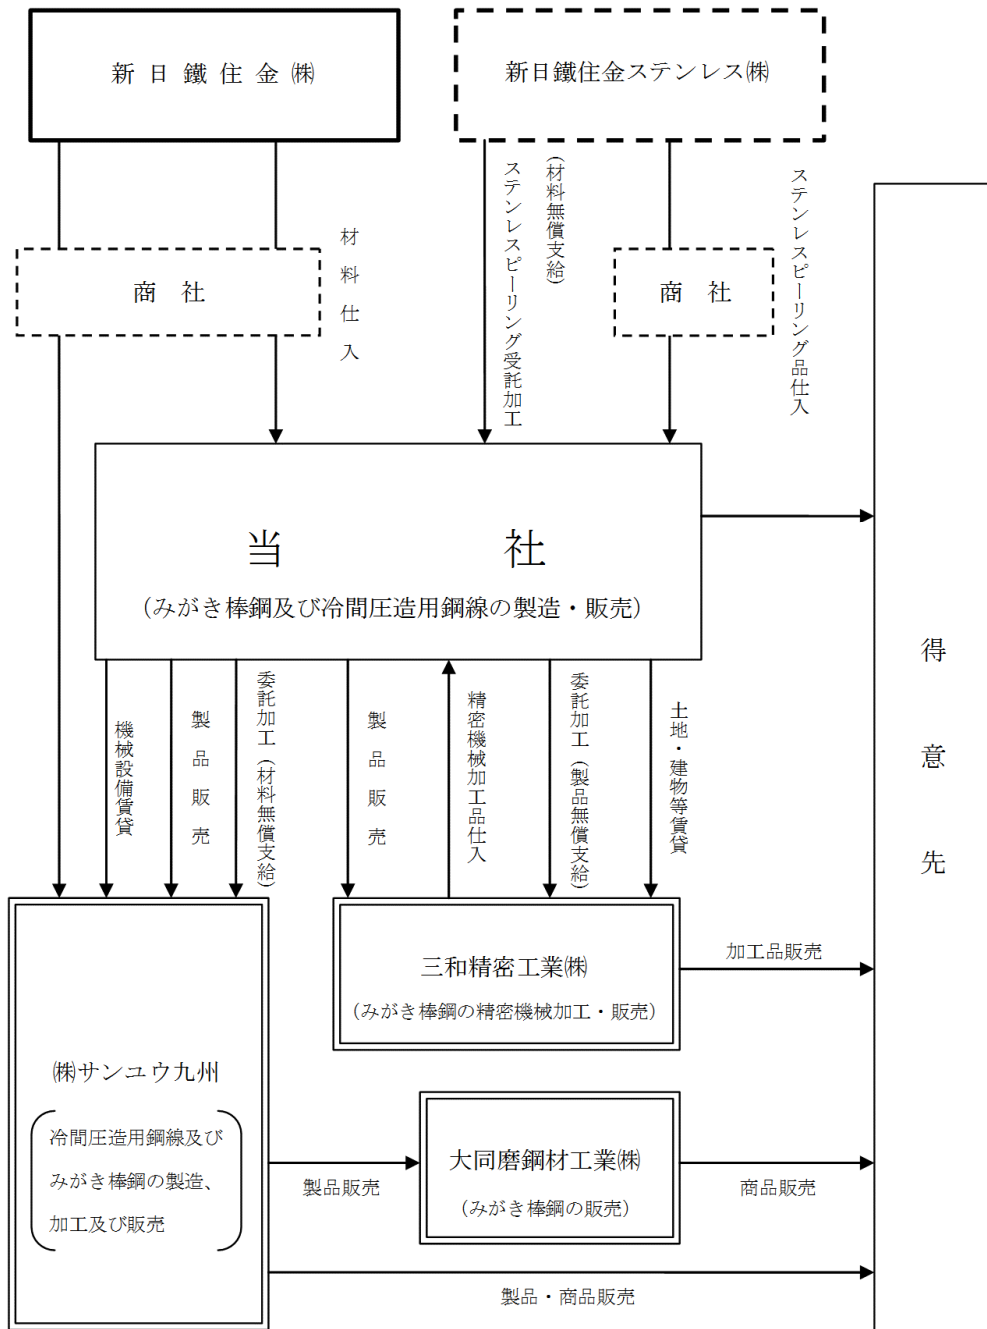 新日鐵住金㈱
新日鐵住金ステンレス㈱
材料仕入
ステンレスピーリング受託加工
(材料無償支給)
ステンレスピーリング品仕入
商社
商社
当社
(みがき棒鋼及び冷間圧造用鋼線の製造・販売)
得意先
機械設備賃貸
製品販売
委託加工(材料無償支給)
製品販売
精密機械加工品仕入
委託加工(製品無償支給)
土地・建物等賃貸
三和精密工業㈱
(みがき棒鋼の精密機械加工・販売)
加工品販売
㈱サンユウ九州
冷間圧造用鋼線及び
みがき棒鋼の製造、
加工及び販売
製品販売
大同磨鋼材工業㈱
(みがき棒鋼の販売)
商品販売
製品・商品販売